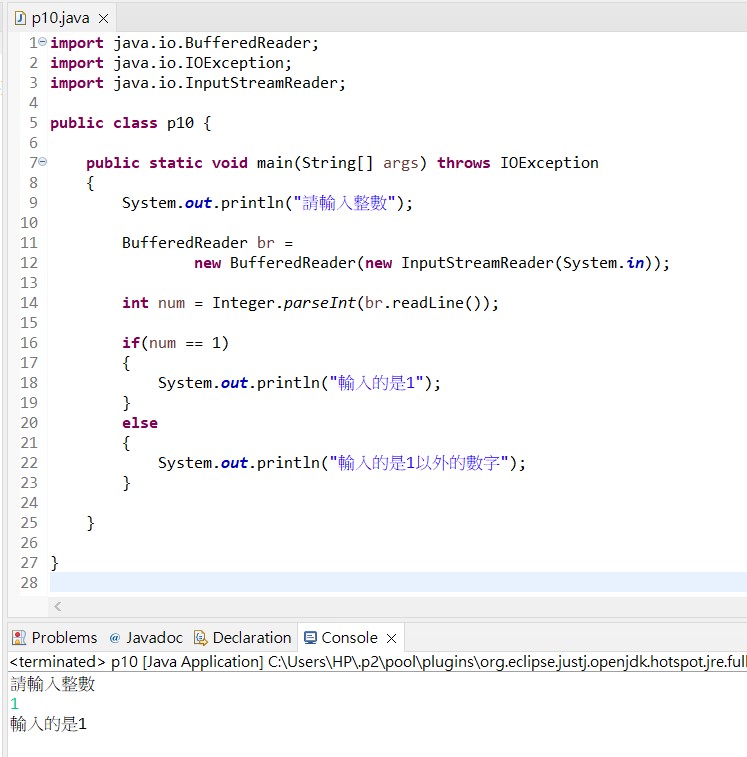 p10.java
1 import java.io.BufferedReader;
2 import java.io.IOException;
3 import java.io.InputStreamReader;
4
5 public class p10 {
6
7     public static void main(String[] args) throws IOException
8     {
9         System.out.println("請輸入整數");
10
11         BufferedReader br =
12                 new BufferedReader(new InputStreamReader(System.in));
13
14         int num = Integer.parseInt(br.readLine());
15
16         if(num == 1)
17         {
18             System.out.println("輸入的是1");
19         }
20         else
21         {
22             System.out.println("輸入的是1以外的數字");
23         }
24
25     }
26
27 }
28
Problems @ Javadoc Declaration Console
<terminated> p10 [Java Application] C:\Users\HP\.p2\pool\plugins\org.eclipse.justj.openjdk.hotspot.jre.full
請輸入整數
1
輸入的是1